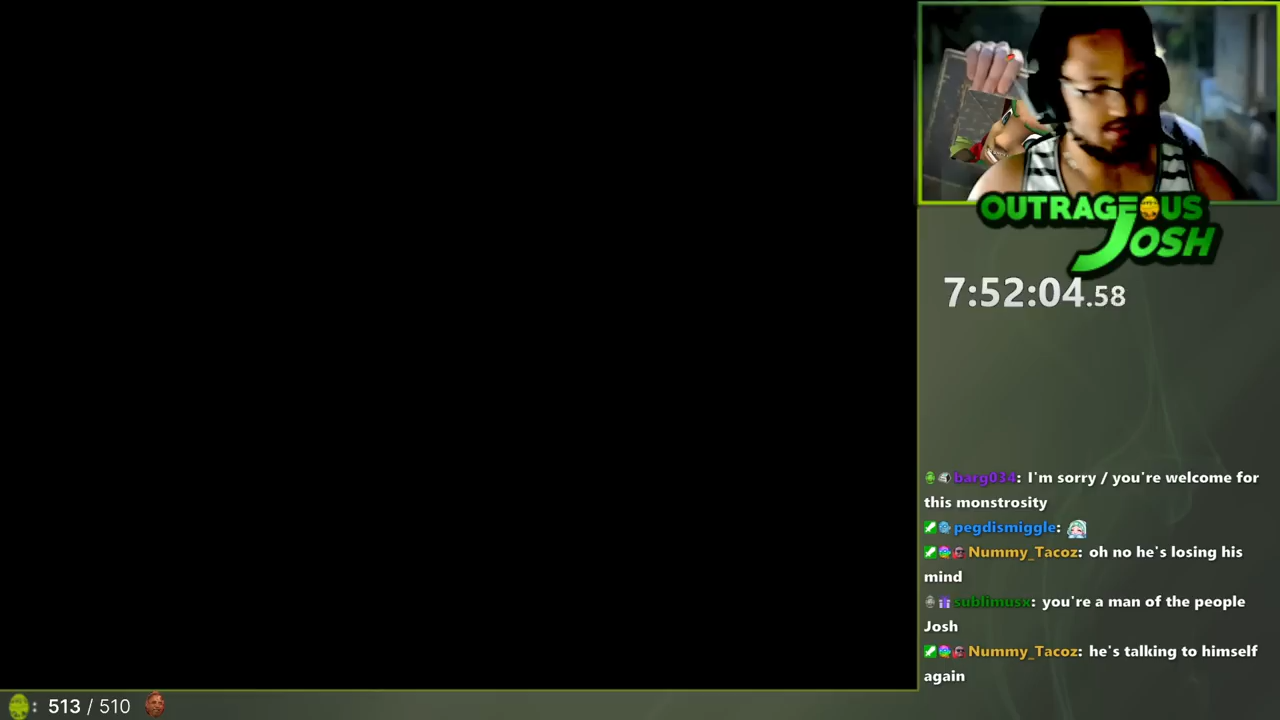 OUTRAGEOUS
JOSH
7:52:04.58
barg034: I'm sorry / you're welcome for
this monstrosity
pegdismiggle:
Nummy_Tacoz: oh no he's losing his
mind
sublimusx: you're a man of the people
Josh
Nummy_Tacoz: he's talking to himself
again
: 513 / 510